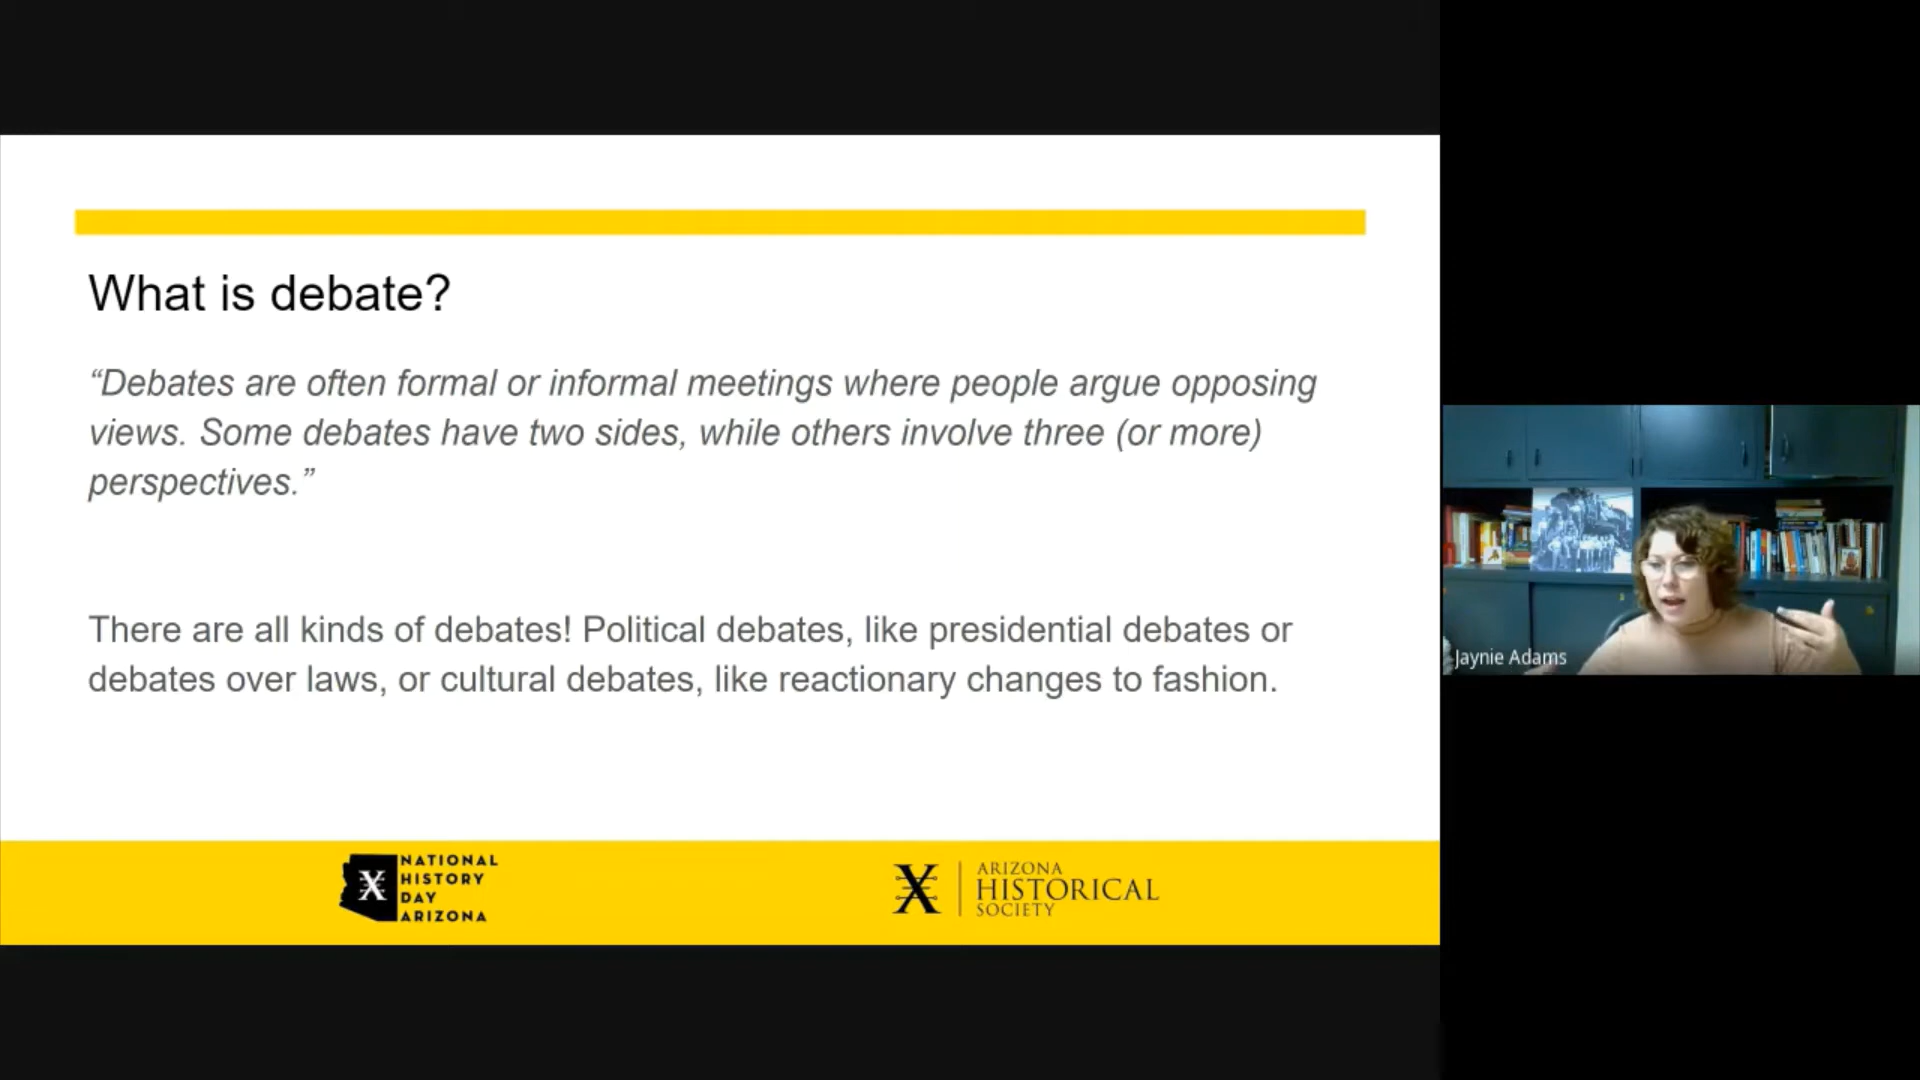 What is debate?
“Debates are often formal or informal meetings where people argue opposing
views. Some debates have two sides, while others involve three (or more)
perspectives.”
There are all kinds of debates! Political debates, like presidential debates or
debates over laws, or cultural debates, like reactionary changes to fashion.
NATIONAL
HISTORY
DAY
ARIZONA
ARIZONA
HISTORICAL
SOCIETY
Jaynie Adams